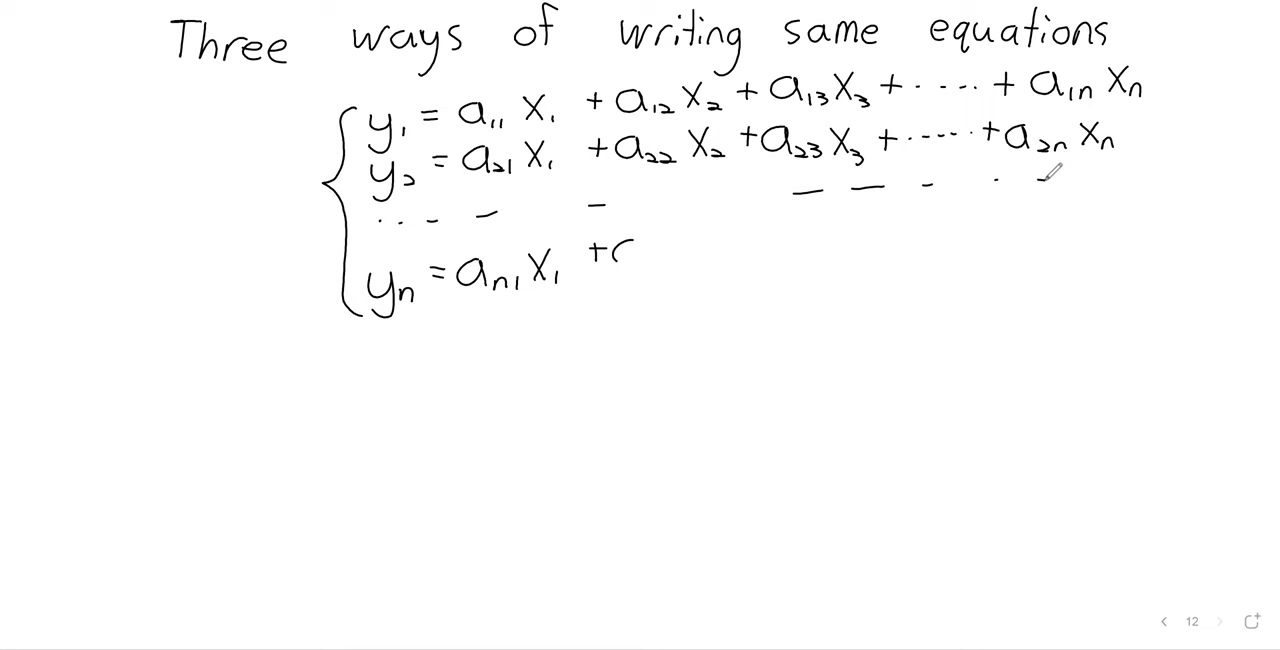 Three ways of writing same equations
y₁ = a₁₁ x₁ + a₁₂ x₂ + a₁₃ x₃ + ····· + a₁ₙ xₙ
y₂ = a₂₁ x₁ + a₂₂ x₂ + a₂₃ x₃ + ····· + a₂ₙ xₙ
. . – – – — — – . –
yₙ = aₙ₁ x₁ +
12